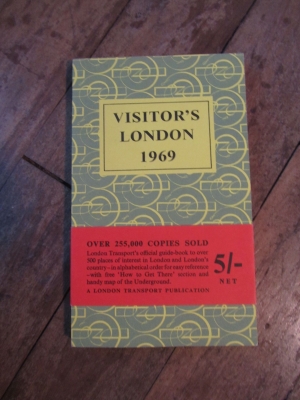 VISITOR'S
LONDON
1969
OVER 255,000 COPIES SOLD
London Transport's official guide-book to over
300 places of interest in London and London's
country—in alphabetical order for easy reference
—with free "How to Get There" section and
handy map of the Underground.
A LONDON TRANSPORT PUBLICATION
5/-
NET